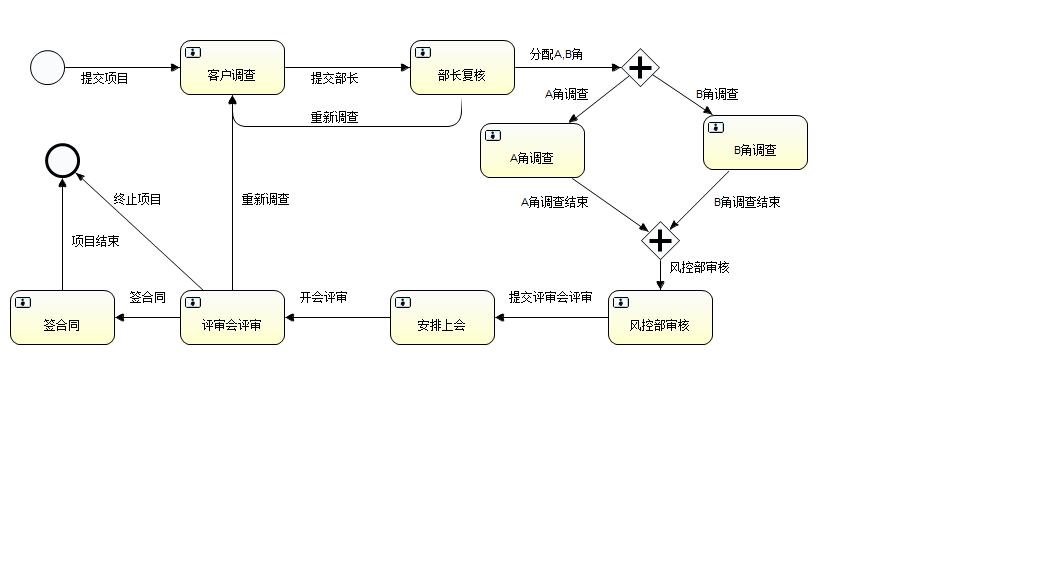 分配A,B角
客户调查
部长复核
提交项目
提交部长
A角调查
B角调查
重新调查
A角调查
B角调查
终止项目
重新调查
A角调查结束
B角调查结束
项目结束
风控部审核
签合同
开会评审
提交评审会评审
签合同
评审会评审
安排上会
风控部审核